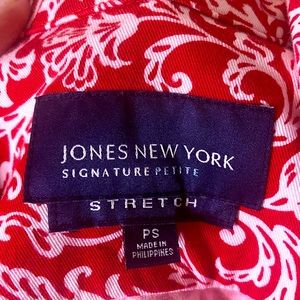 JONES NEW YORK
SIGNATURE PETITE
STRETCH
PS
MADE IN
PHILIPPINES